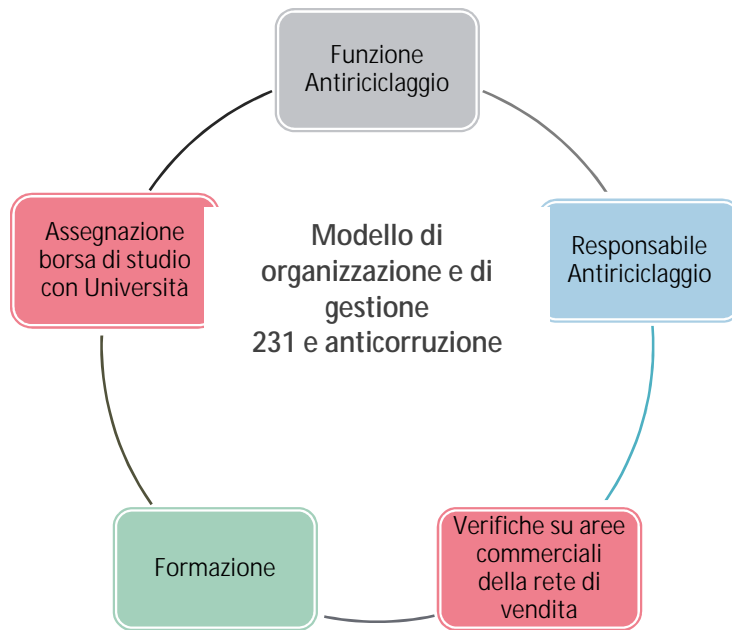 Funzione
Antiriciclaggio
Assegnazione
borsa di studio
con Università
Modello di
organizzazione e di
gestione
231 e anticorruzione
Responsabile
Antiriciclaggio
Formazione
Verifiche su aree
commerciali
della rete di
vendita